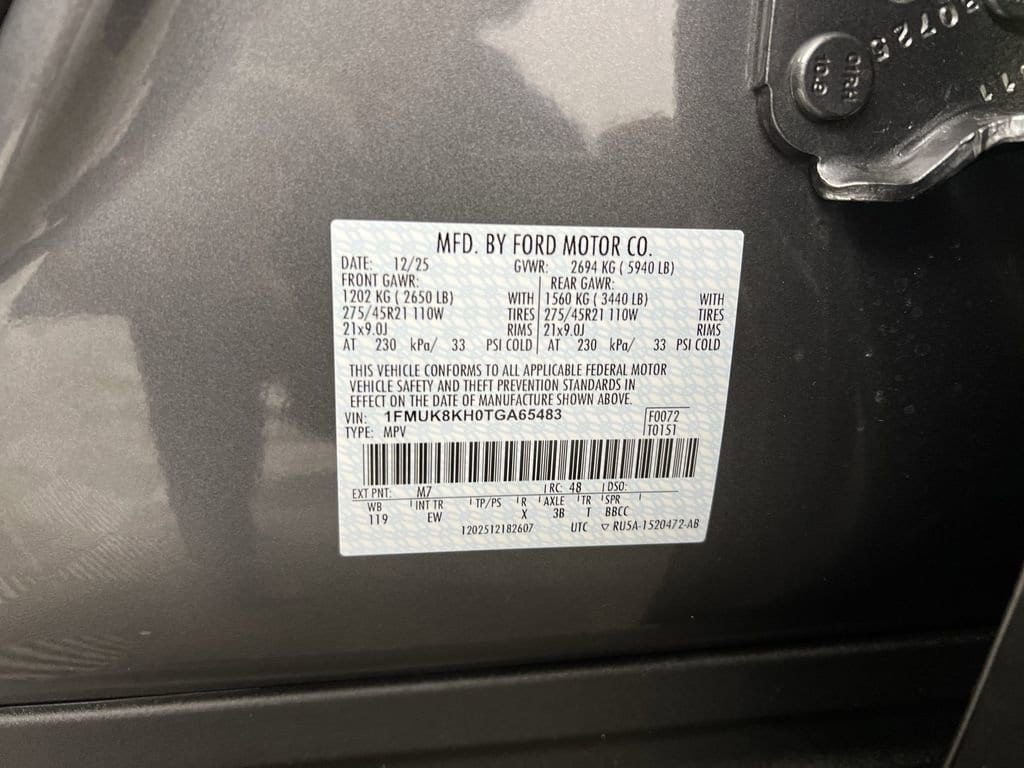 50725
11
OTRH
10.9
MFD. BY FORD MOTOR CO.
DATE: 12/25 GVWR: 2694 KG ( 5940 LB)
FRONT GAWR: REAR GAWR:
1202 KG ( 2650 LB) WITH 1560 KG ( 3440 LB) WITH
275/45R21 110W TIRES 275/45R21 110W TIRES
21x9.0J RIMS 21x9.0J RIMS
AT 230 kPa/ 33 PSI COLD AT 230 kPa/ 33 PSI COLD
THIS VEHICLE CONFORMS TO ALL APPLICABLE FEDERAL MOTOR
VEHICLE SAFETY AND THEFT PREVENTION STANDARDS IN
EFFECT ON THE DATE OF MANUFACTURE SHOWN ABOVE.
VIN: 1FMUK8KH0TGA65483 F0072
TYPE: MPV T0151
EXT PNT: M7 RC: 48 DSO:
WB INT TR TP/PS R AXLE TR SPR
119 EW X 3B T BBCC
1202512182607 UTC ▽ RU5A-1520472-AB